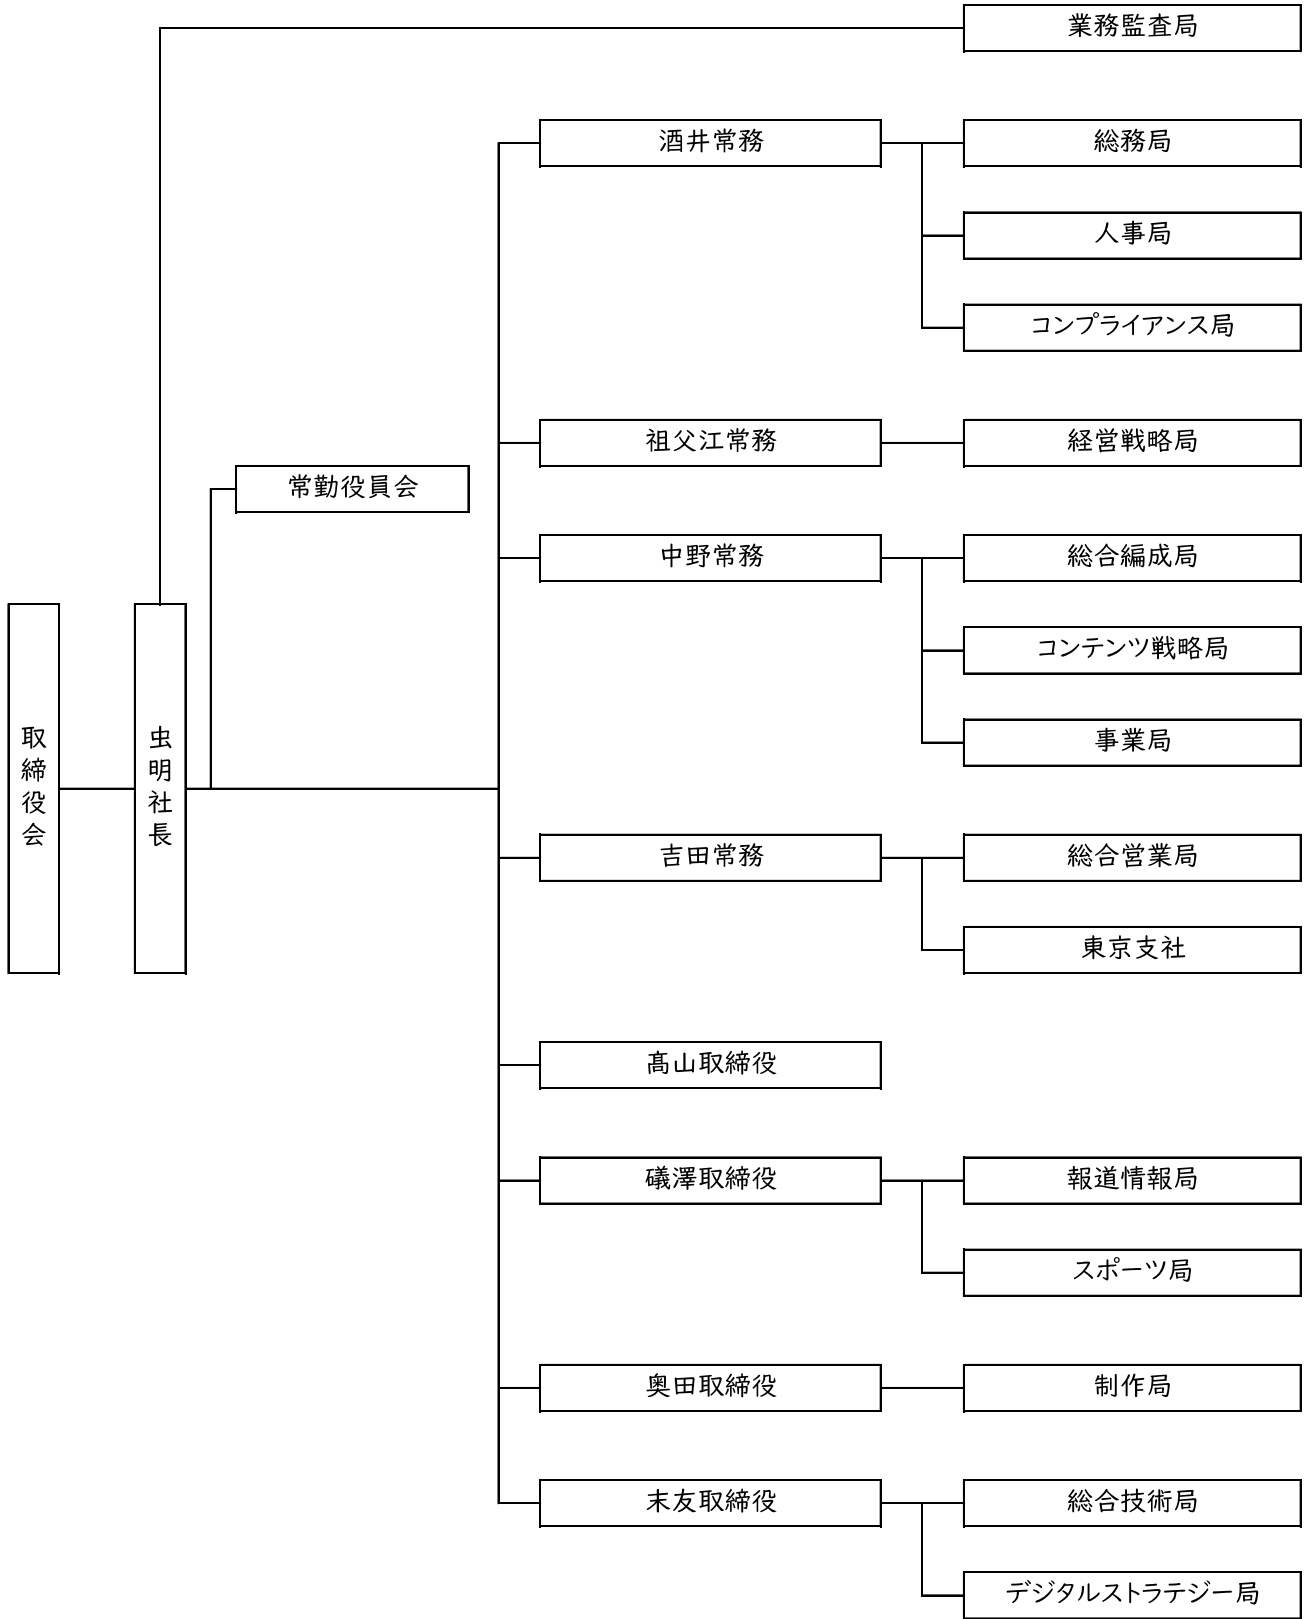 業務監査局
酒井常務
総務局
人事局
コンプライアンス局
祖父江常務
経営戦略局
常勤役員会
中野常務
総合編成局
コンテンツ戦略局
取締役会
虫明社長
事業局
吉田常務
総合営業局
東京支社
髙山取締役
礒澤取締役
報道情報局
スポーツ局
奥田取締役
制作局
末友取締役
総合技術局
デジタルストラテジー局